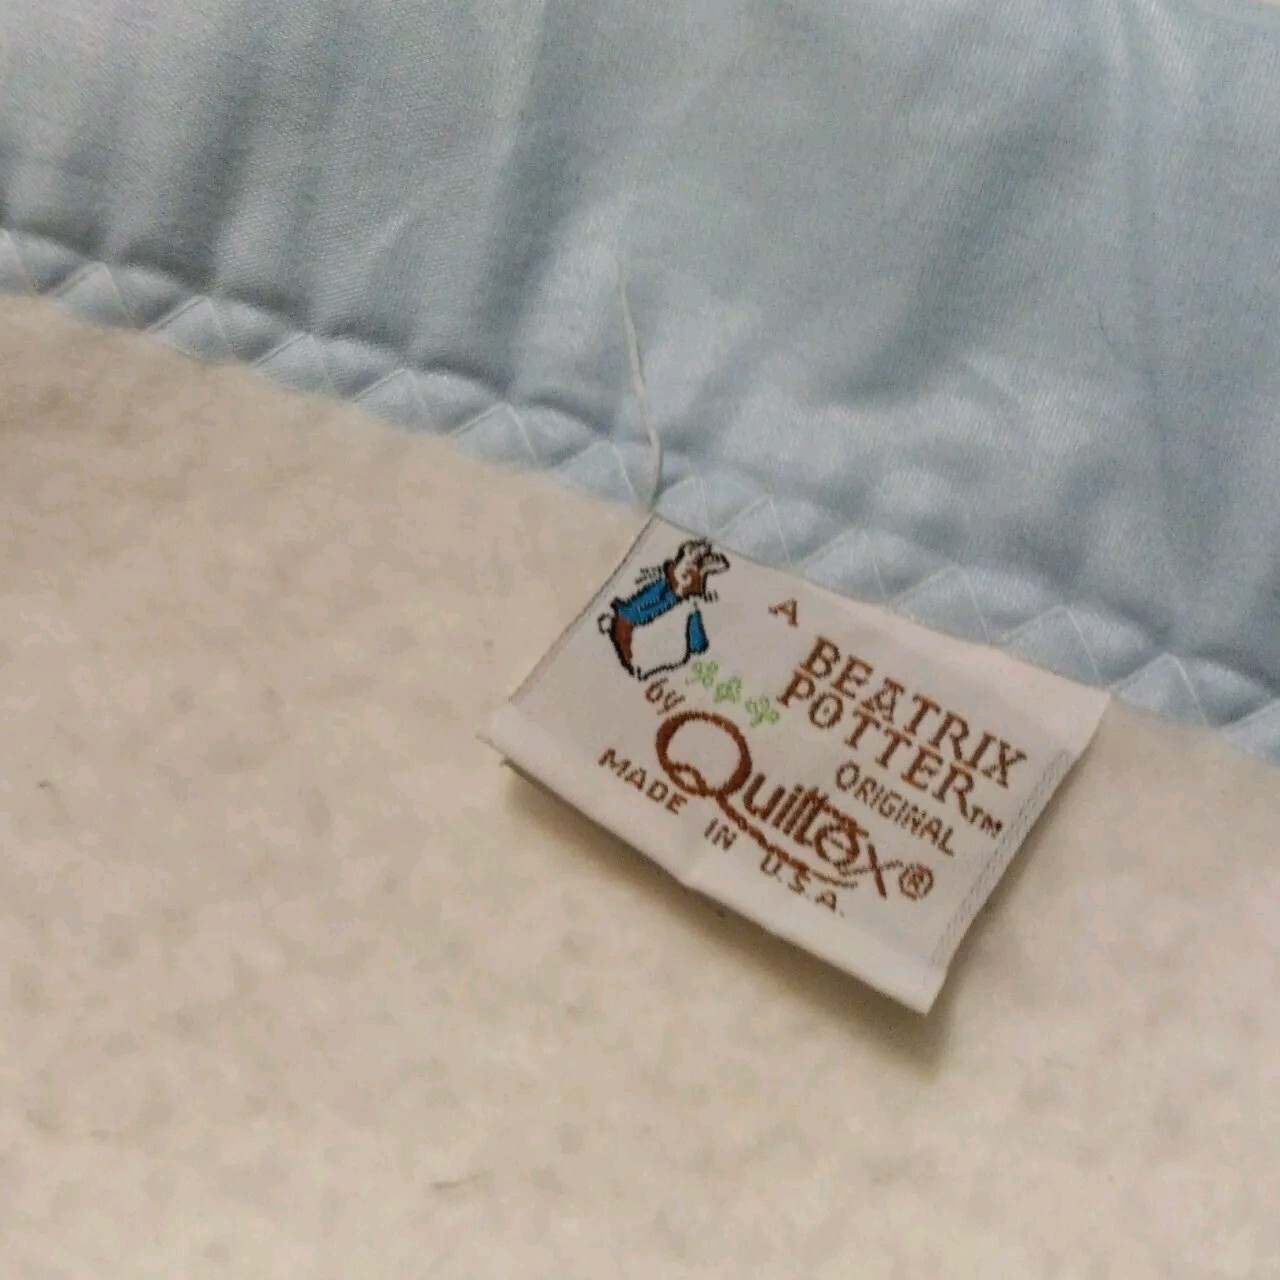 A
BEATRIX
POTTER™
ORIGINAL
by
Quiltex®
MADE IN U.S.A.